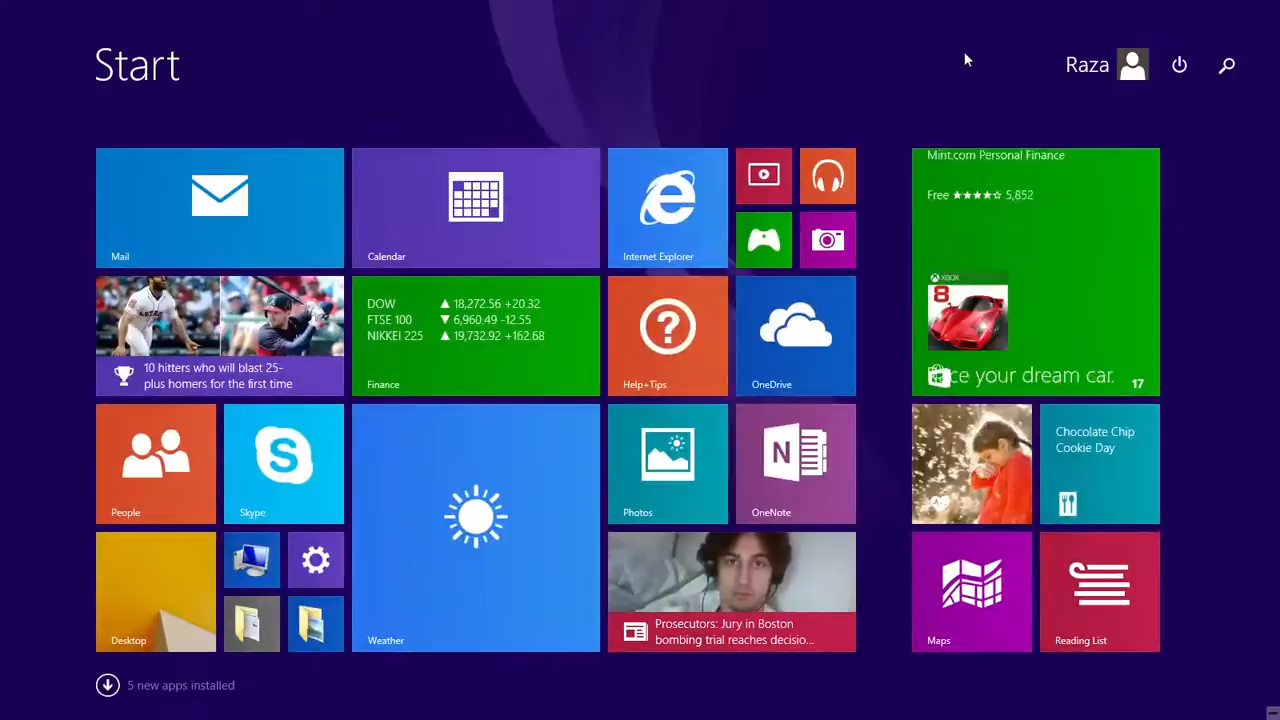 Start
Raza
Mail
Calendar
Internet Explorer
Mint.com Personal Finance
Free ★★★★☆ 5,852
XBOX
8
ce your dream car.
17
10 hitters who will blast 25-
plus homers for the first time
DOW ▲ 18,272.56 +20.32
FTSE 100 ▼ 6,960.49 -12.55
NIKKEI 225 ▲ 19,732.92 +162.68
Finance
Help+Tips
OneDrive
People
Skype
Weather
Photos
N
OneNote
Chocolate Chip
Cookie Day
Desktop
Prosecutors: Jury in Boston
bombing trial reaches decisio...
Maps
Reading List
5 new apps installed